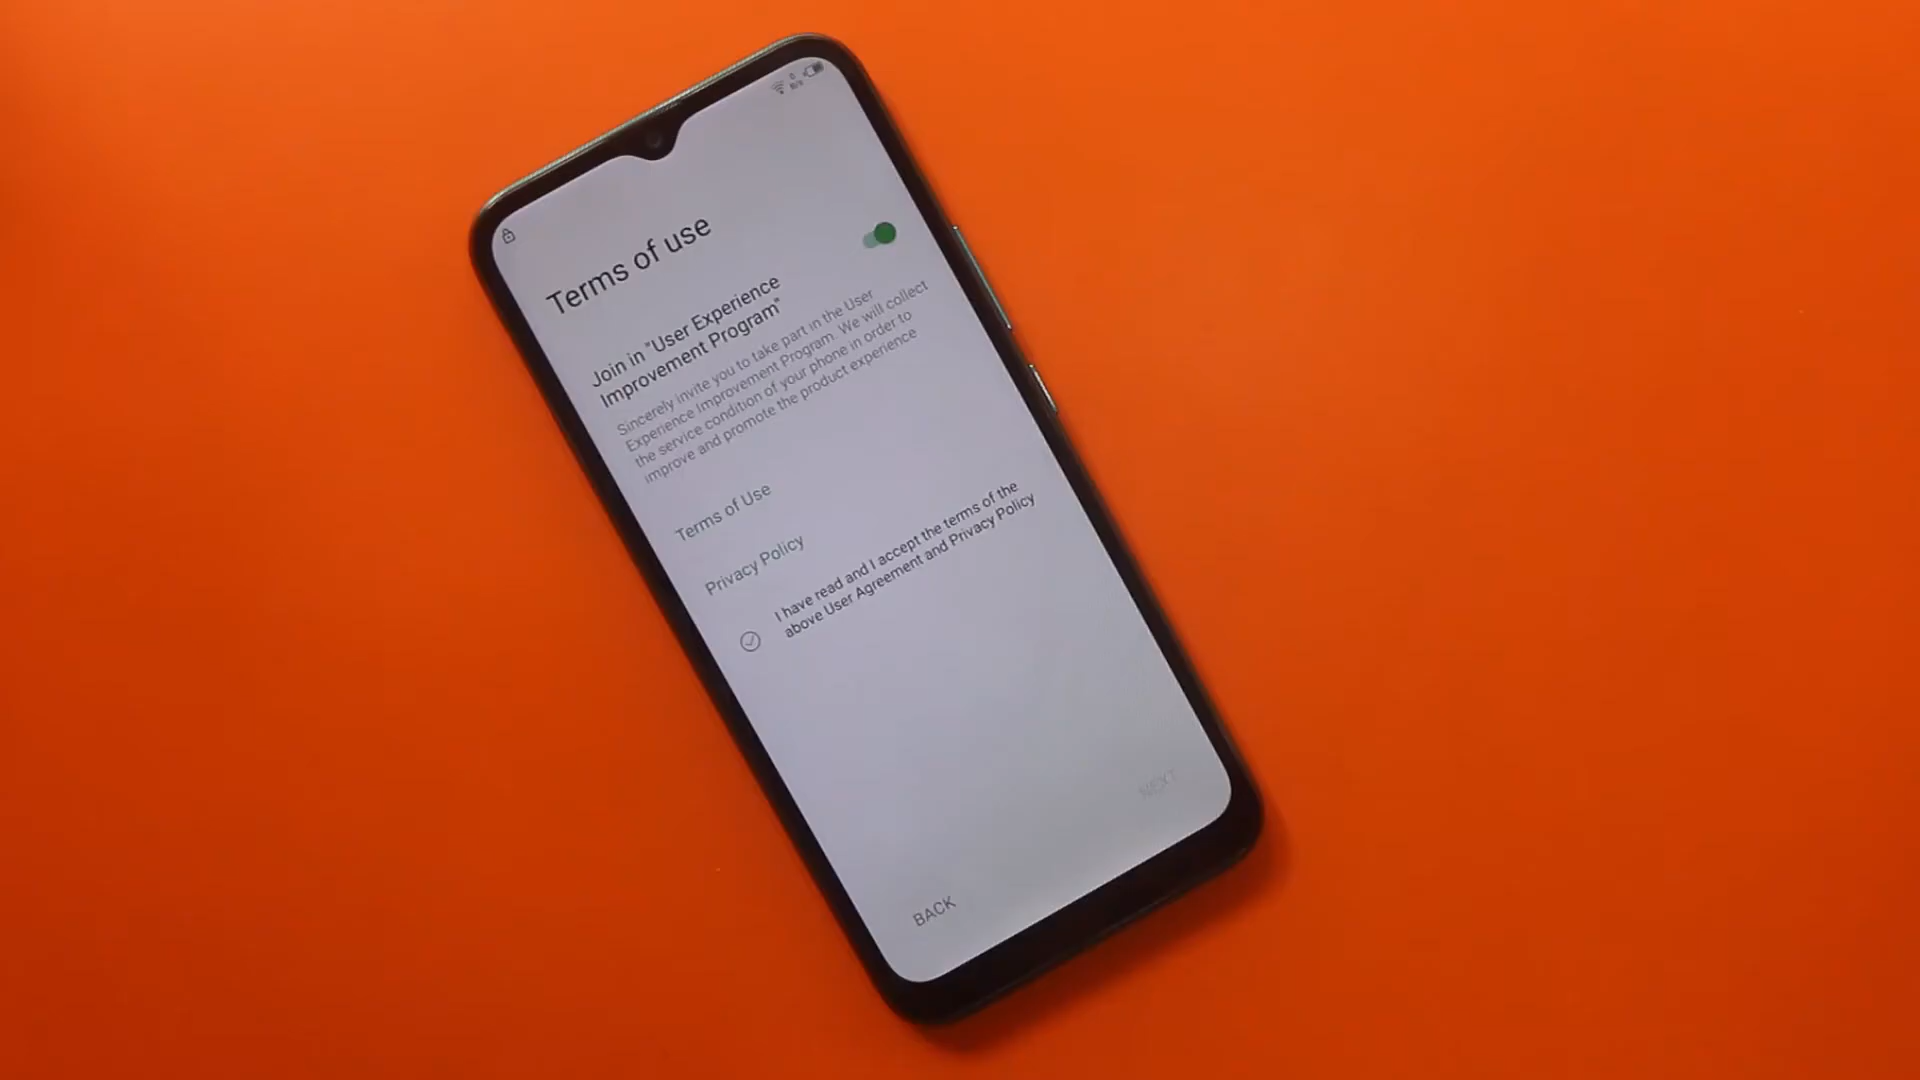 Terms of use
Join in "User Experience
Improvement Program"
Sincerely invite you to take part in the User
Experience Improvement Program. We will collect
the service condition of your phone in order to
improve and promote the product experience
Terms of Use
Privacy Policy
I have read and I accept the terms of the
above User Agreement and Privacy Policy
NEXT
BACK